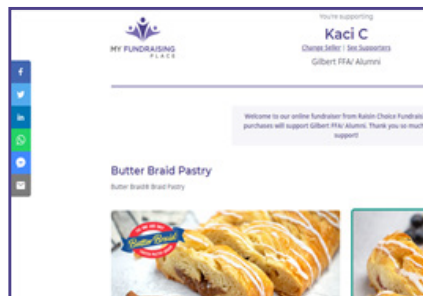 You're supporting
Kaci C
MY FUNDRAISING
PLACE
Change Seller | See Supporters
Gilbert FFA/ Alumni
Welcome to our online fundraiser from Raisin Choice Fundrais
purchases will support Gilbert FFA/ Alumni. Thank you so much
support!
Butter Braid Pastry
Butter Braid® Braid Pastry
Butter Braid